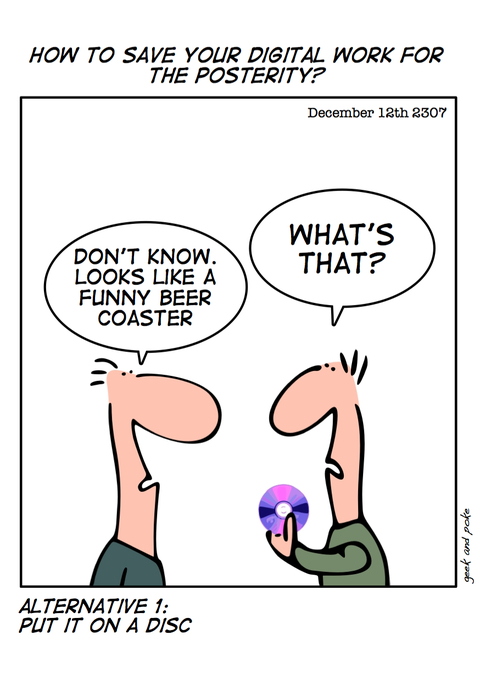 HOW TO SAVE YOUR DIGITAL WORK FOR
THE POSTERITY?
December 12th 2307
WHAT'S
THAT?
DON'T KNOW.
LOOKS LIKE A
FUNNY BEER
COASTER
geek and poke
ALTERNATIVE 1:
PUT IT ON A DISC